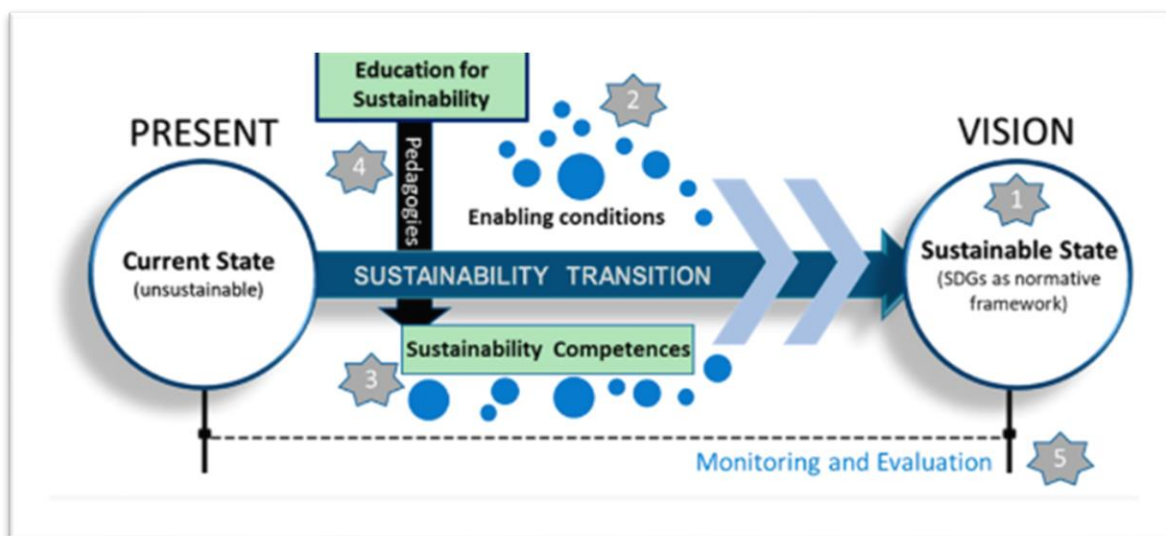 Education for
Sustainability
2
PRESENT
VISION
4
Pedagogies
1
Enabling conditions
Current State
(unsustainable)
SUSTAINABILITY TRANSITION
Sustainable State
(SDGs as normative
framework)
Sustainability Competences
3
Monitoring and Evaluation
5